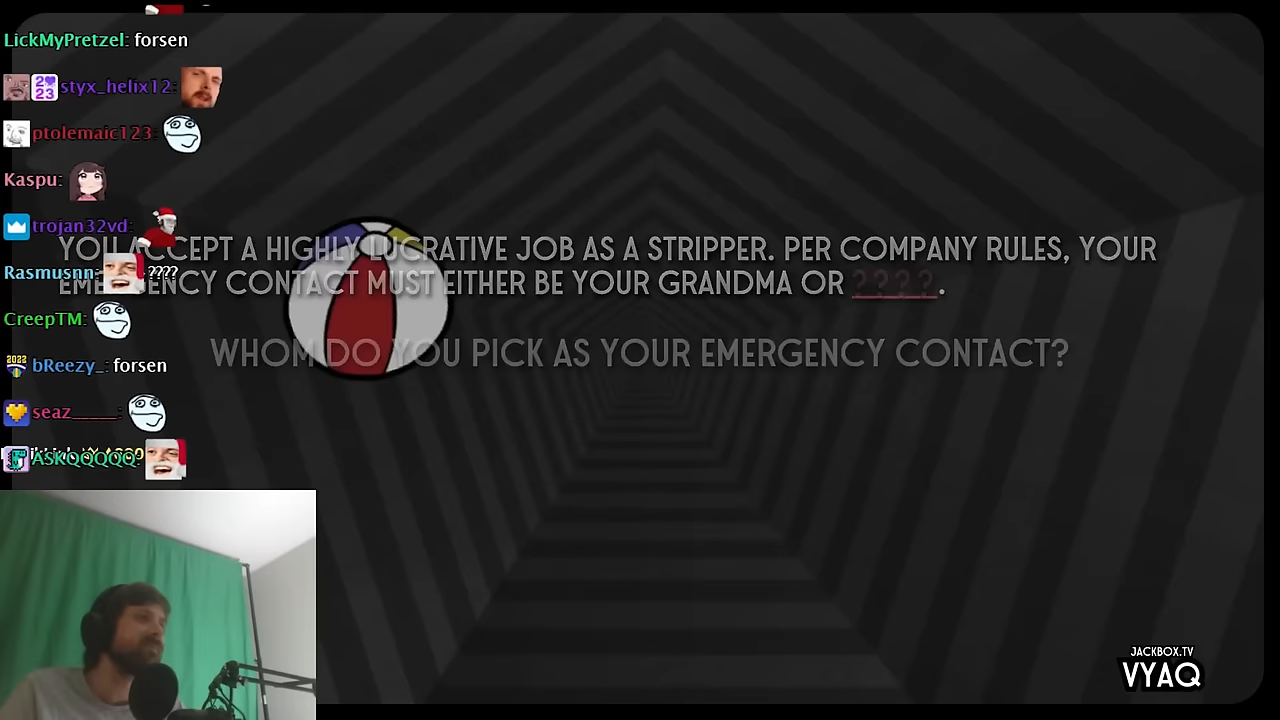 LickMyPretzel: forsen
styx_helix12:
ptolemaic123:
Kaspu:
trojan32vd:
YOU ACCEPT A HIGHLY LUCRATIVE JOB AS A STRIPPER. PER COMPANY RULES, YOUR
Rasmusnn: ????
EMERGENCY CONTACT MUST EITHER BE YOUR GRANDMA OR ????.
CreepTM:
WHOM DO YOU PICK AS YOUR EMERGENCY CONTACT?
2022 bReezy_: forsen
seaz_____:
ASKQQQQQ:
JACKBOX.TV
VYAQ